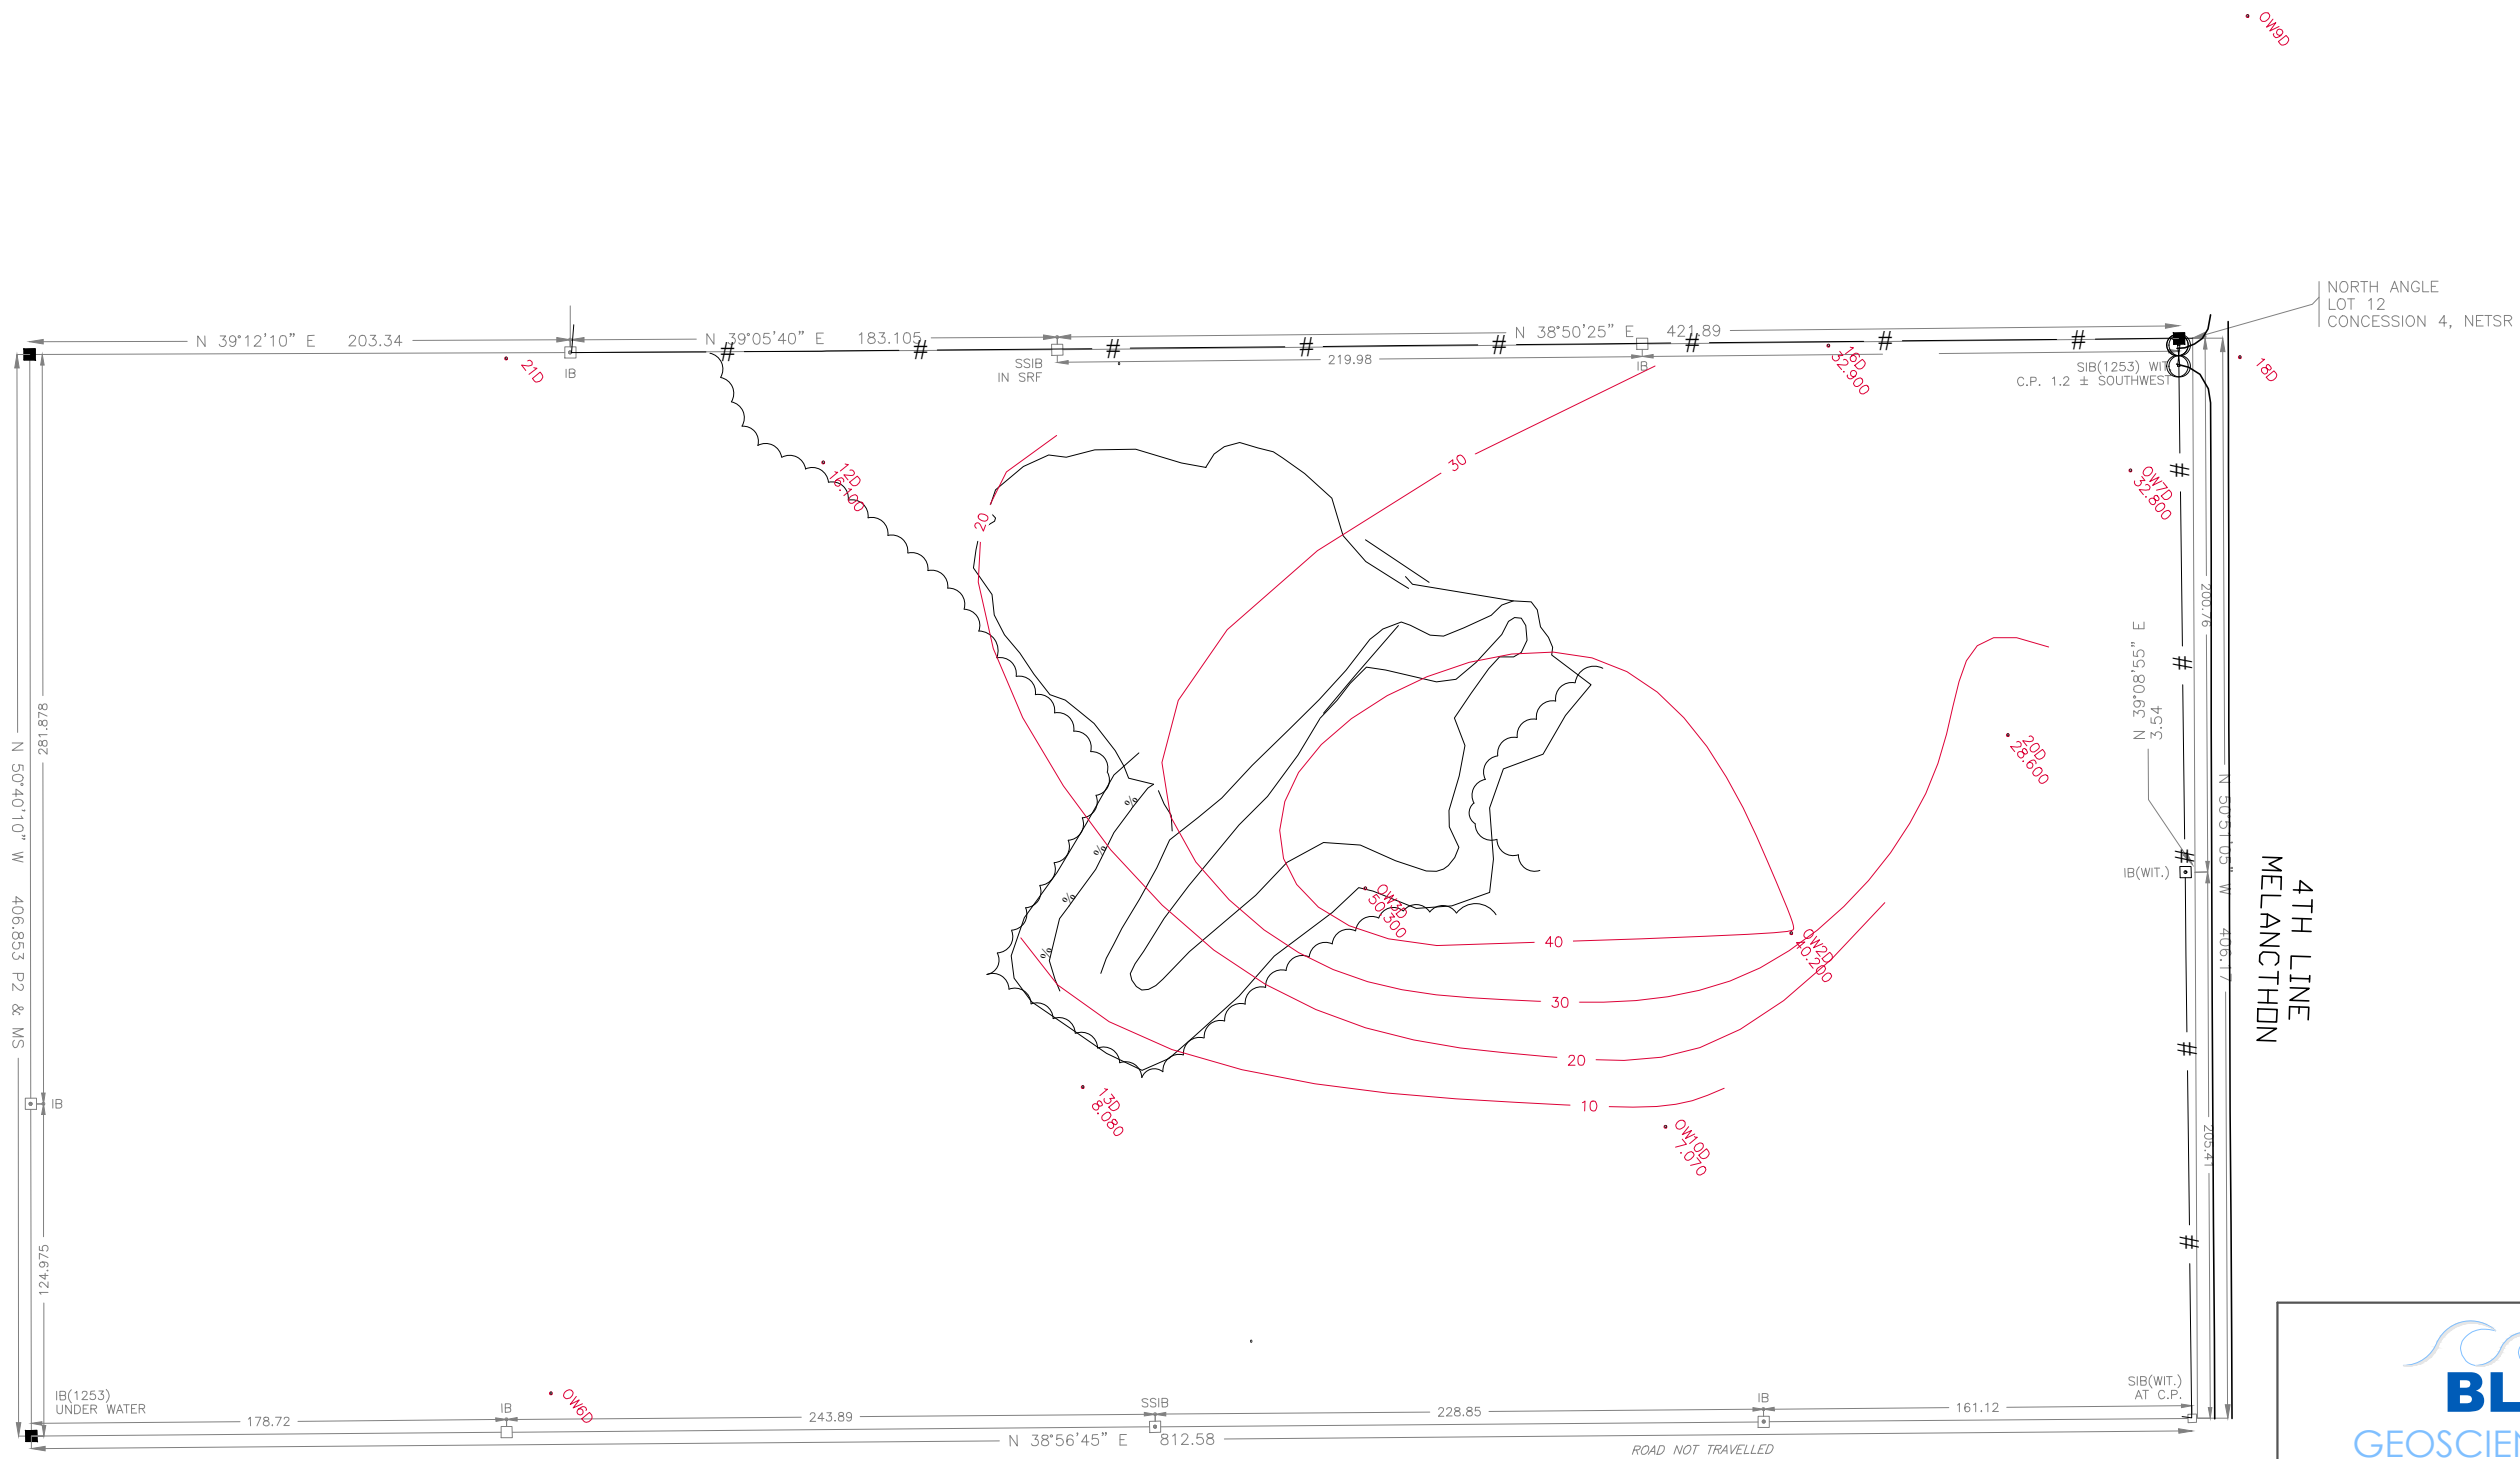 OW9D
NORTH ANGLE
LOT 12
CONCESSION 4, NETSR
N 39°12'10" E 203.34
N 39°05'40" E 183.105
N 38°50'25" E 421.89
21D
IB
SSIB
IN SRF
219.98
IB
16D
32.900
SIB(1253) WIT
C.P. 1.2 ± SOUTHWEST
18D
12D
16.100
30
20
OW7D
32.800
200.76
N 39°08'55" E
3.54
281.878
N 50°40'10" W 406.853 P2 & MS
20D
28.600
N 50°51'05" W 406.17
IB(WIT.)
4TH LINE
MELANCTHON
%
%
%
%
OW3D
50.300
40
OW2D
40.200
30
20
10
IB
13D
8.080
OW10D
7.070
205.41
124.975
IB(1253)
UNDER WATER
OW6D
178.72
IB
243.89
SSIB
228.85
IB
161.12
SIB(WIT.)
AT C.P.
N 38°56'45" E 812.58
ROAD NOT TRAVELLED
BL
GEOSCIEN